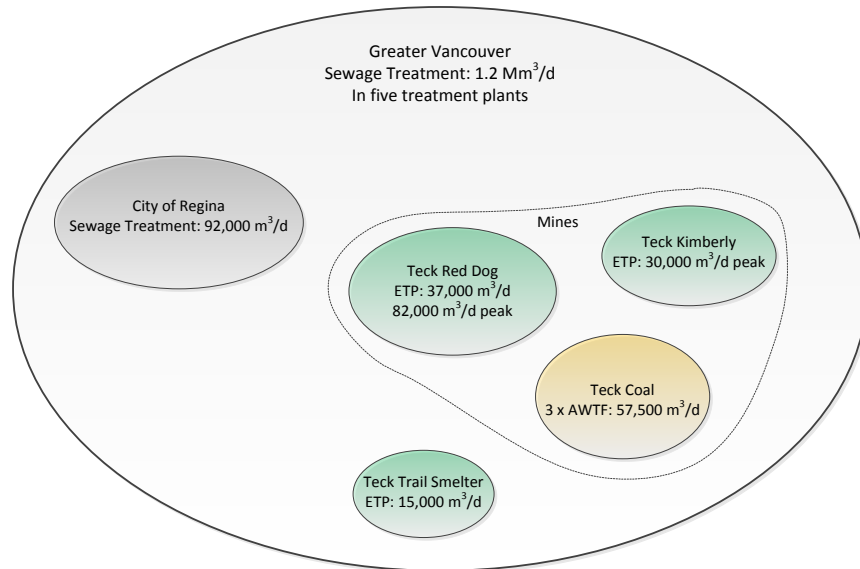 Greater Vancouver
Sewage Treatment: 1.2 Mm³/d
In five treatment plants
City of Regina
Sewage Treatment: 92,000 m³/d
Mines
Teck Kimberly
ETP: 30,000 m³/d peak
Teck Red Dog
ETP: 37,000 m³/d
82,000 m³/d peak
Teck Coal
3 x AWTF: 57,500 m³/d
Teck Trail Smelter
ETP: 15,000 m³/d